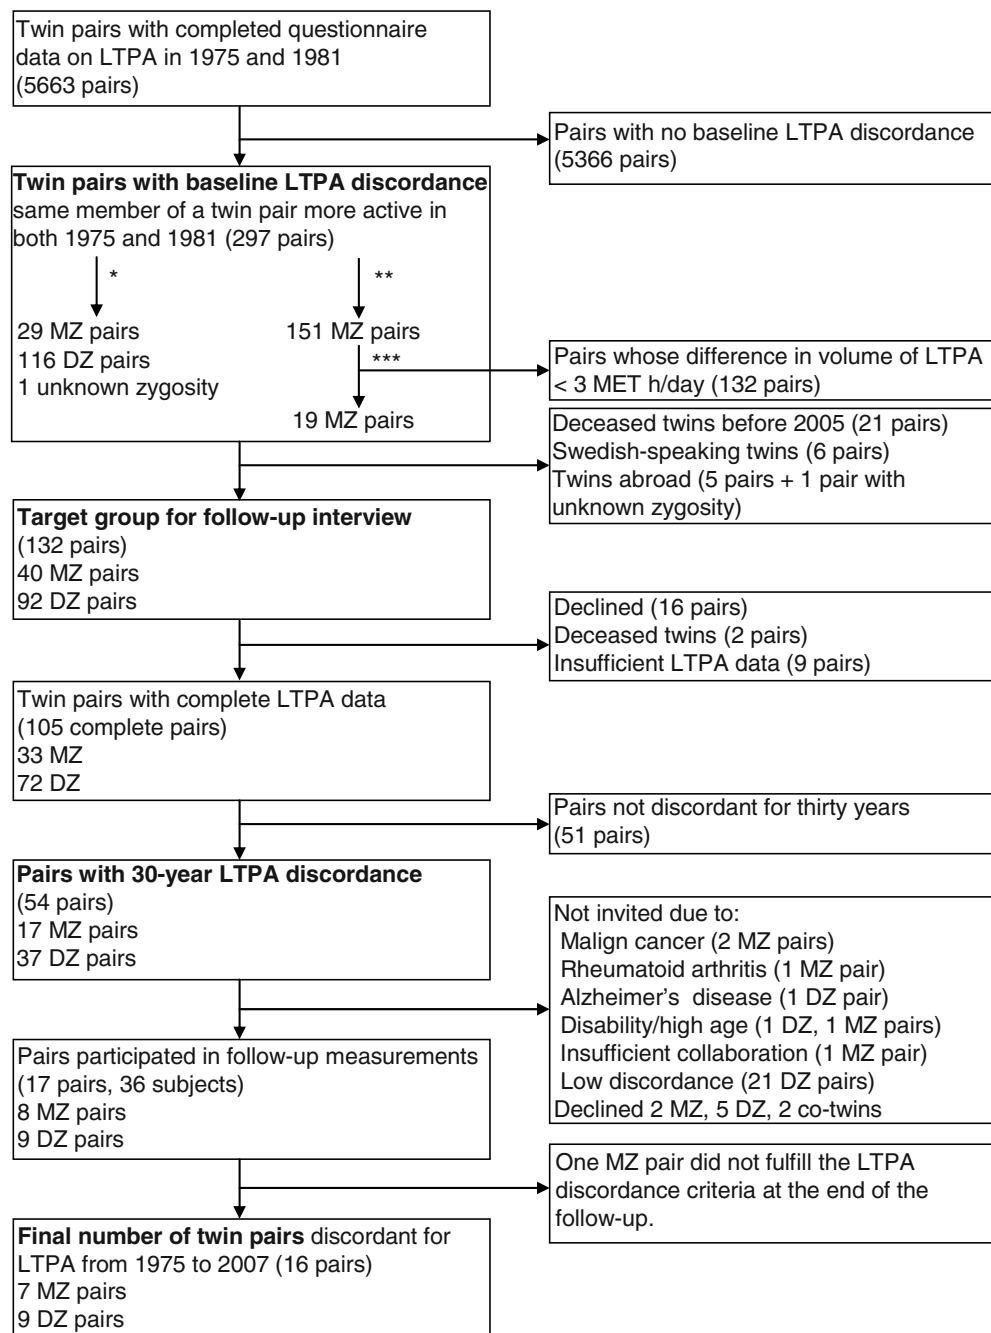 Twin pairs with completed questionnaire
data on LTPA in 1975 and 1981
(5663 pairs)
Pairs with no baseline LTPA discordance
(5366 pairs)
Twin pairs with baseline LTPA discordance
same member of a twin pair more active in
both 1975 and 1981 (297 pairs)
*
**
29 MZ pairs
116 DZ pairs
1 unknown zygosity
151 MZ pairs
***
19 MZ pairs
Pairs whose difference in volume of LTPA
< 3 MET h/day (132 pairs)
Deceased twins before 2005 (21 pairs)
Swedish-speaking twins (6 pairs)
Twins abroad (5 pairs + 1 pair with
unknown zygosity)
Target group for follow-up interview
(132 pairs)
40 MZ pairs
92 DZ pairs
Declined (16 pairs)
Deceased twins (2 pairs)
Insufficient LTPA data (9 pairs)
Twin pairs with complete LTPA data
(105 complete pairs)
33 MZ
72 DZ
Pairs not discordant for thirty years
(51 pairs)
Pairs with 30-year LTPA discordance
(54 pairs)
17 MZ pairs
37 DZ pairs
Not invited due to:
Malign cancer (2 MZ pairs)
Rheumatoid arthritis (1 MZ pair)
Alzheimer's disease (1 DZ pair)
Disability/high age (1 DZ, 1 MZ pairs)
Insufficient collaboration (1 MZ pair)
Low discordance (21 DZ pairs)
Declined 2 MZ, 5 DZ, 2 co-twins
Pairs participated in follow-up measurements
(17 pairs, 36 subjects)
8 MZ pairs
9 DZ pairs
One MZ pair did not fulfill the LTPA
discordance criteria at the end of the
follow-up.
Final number of twin pairs discordant for
LTPA from 1975 to 2007 (16 pairs)
7 MZ pairs
9 DZ pairs